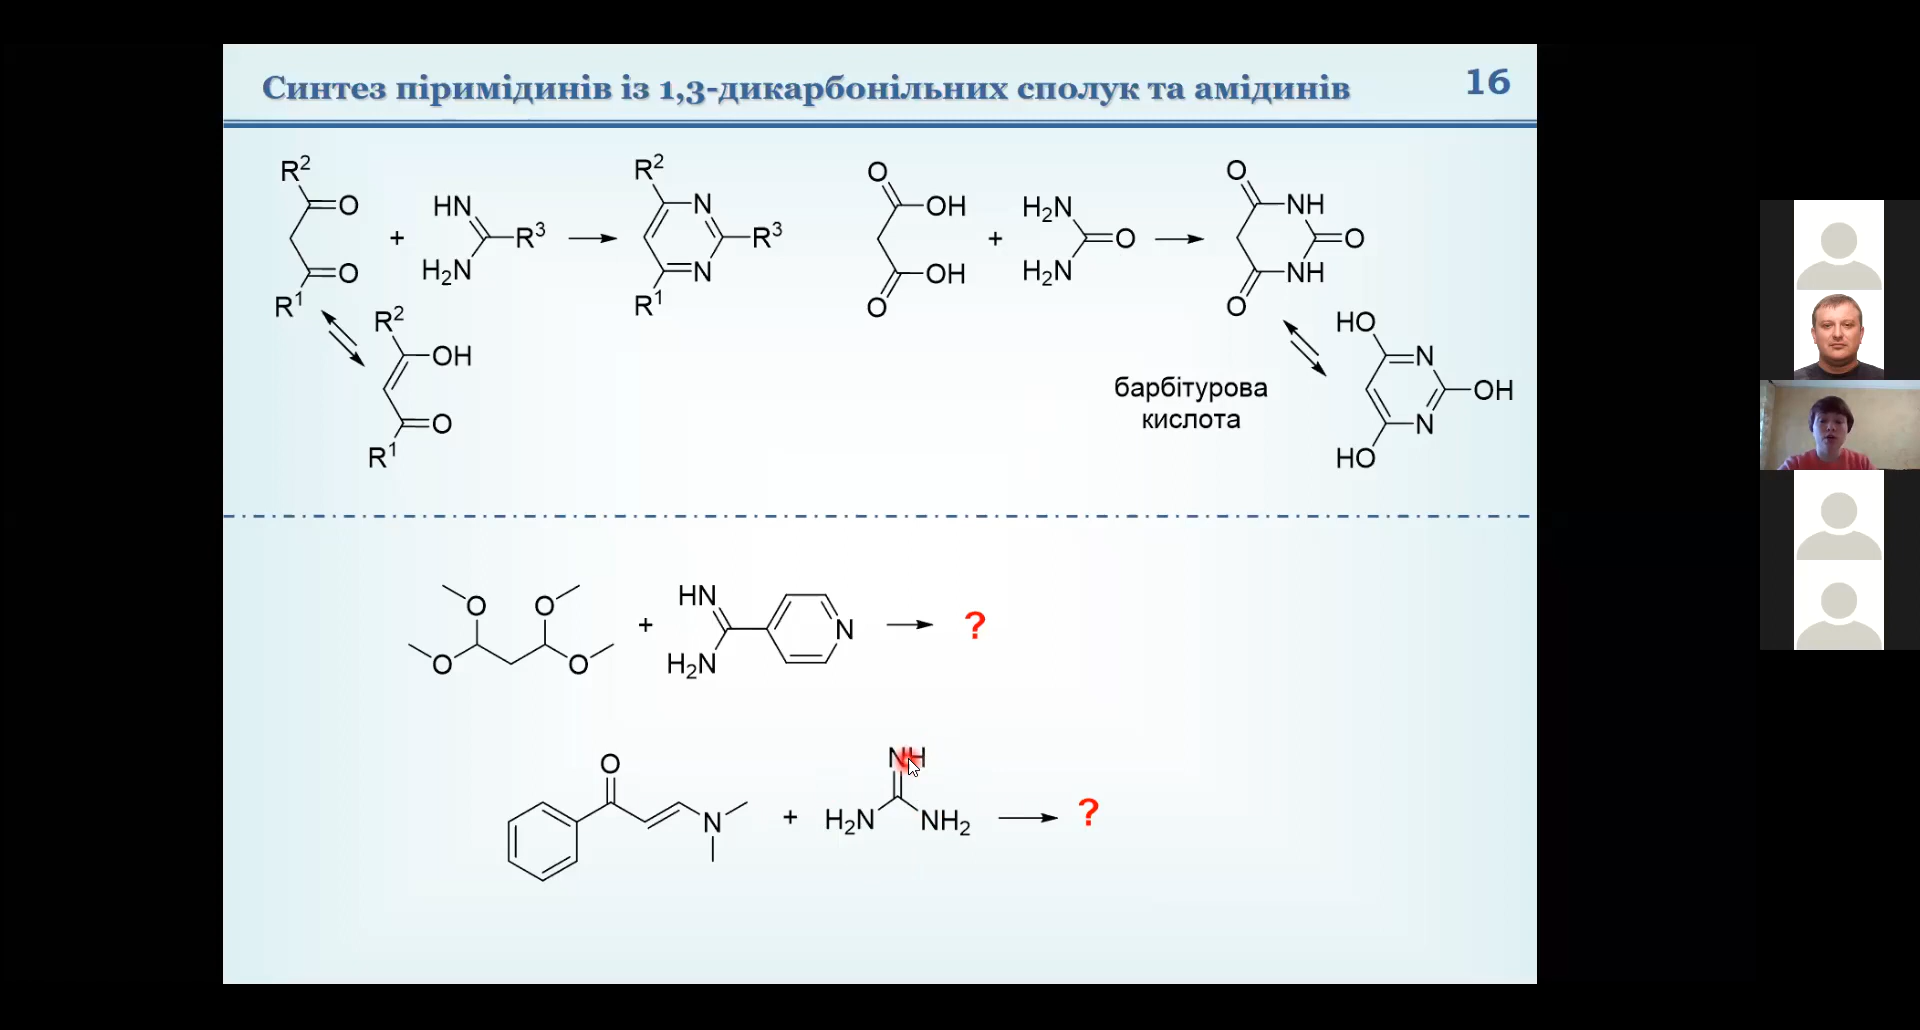 Синтез піримідинів із 1,3-дикарбонільних сполук та амідинів
16
R²
O
O
R¹
+
HN
H₂N
R³
R²
N
N
R³
R¹
R²
OH
O
R¹
O
OH
OH
O
+
H₂N
H₂N
O
O
NH
NH
O
O
барбітурова
кислота
HO
N
OH
N
HO
O
O
O
O
+
HN
H₂N
N
?
O
N
+
NH
H₂N
NH₂
?